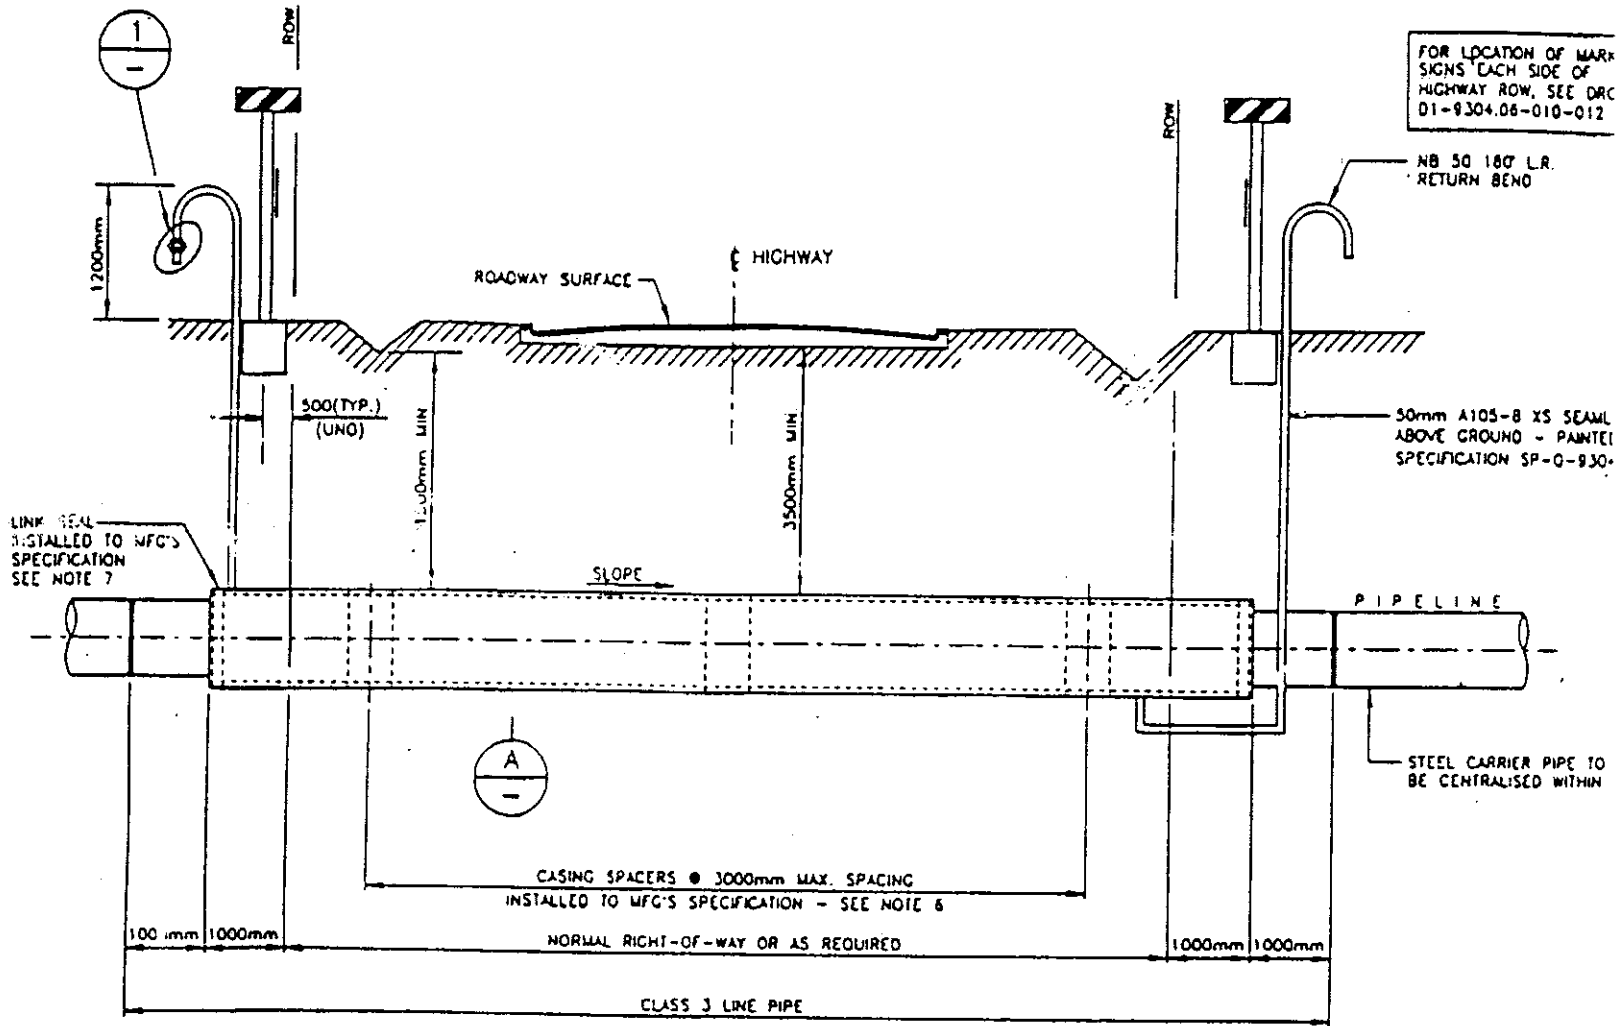 1
–
ROW
ROW
FOR LOCATION OF MARK
SIGNS EACH SIDE OF
HIGHWAY ROW, SEE DRG
01-9304.06-010-012
NB 50 180° L.R.
RETURN BEND
1200mm
℄ HIGHWAY
ROADWAY SURFACE
500(TYP.)
(UNO)
MIN
3500mm MIN
50mm A105-B XS SEAML
ABOVE GROUND - PAINTED
SPECIFICATION SP-0-930
LINK SEAL
INSTALLED TO MFG'S
SPECIFICATION
SEE NOTE 7
SLOPE
PIPELINE
A
–
STEEL CARRIER PIPE TO
BE CENTRALISED WITHIN
CASING SPACERS @ 3000mm MAX. SPACING
INSTALLED TO MFG'S SPECIFICATION - SEE NOTE 6
1000mm
1000mm
NORMAL RIGHT-OF-WAY OR AS REQUIRED
1000mm
1000mm
CLASS 3 LINE PIPE